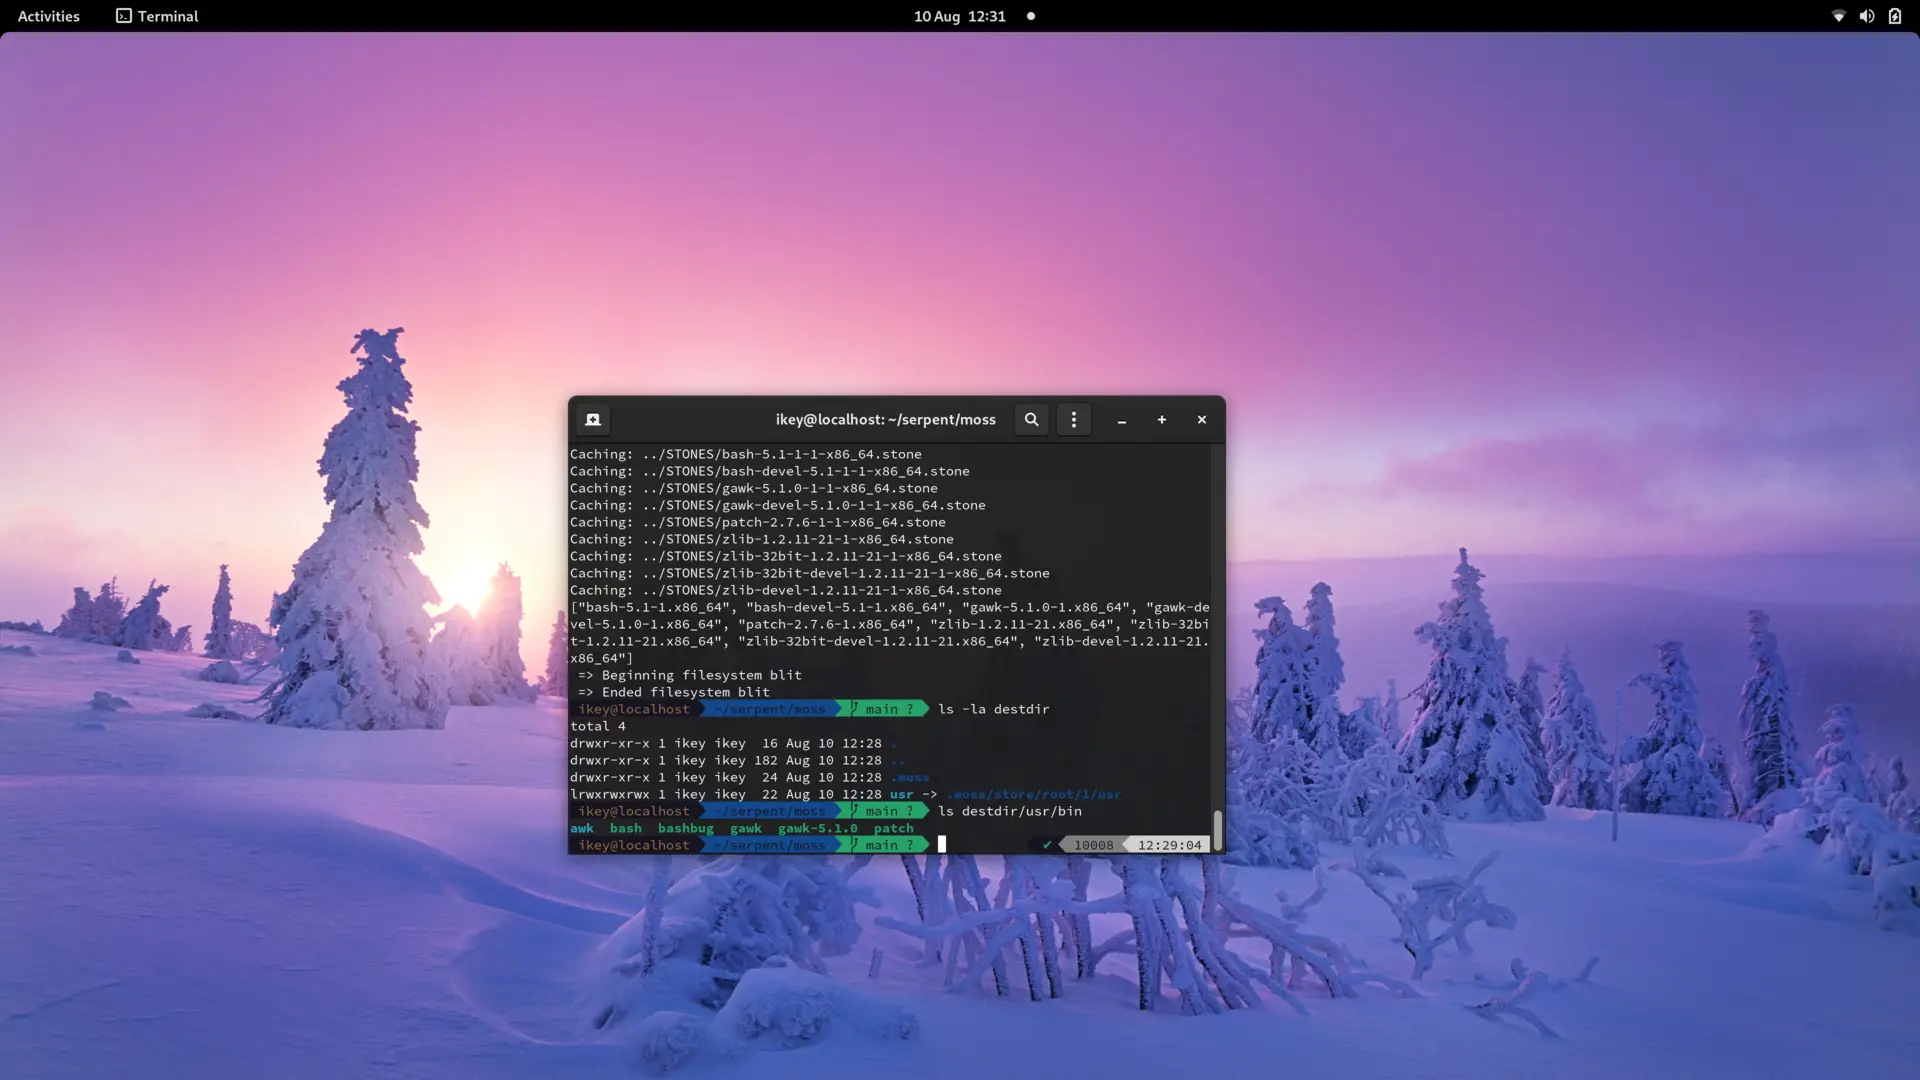 Activities Terminal 10 Aug 12:31
ikey@localhost: ~/serpent/moss
Caching: ../STONES/bash-5.1-1-1-x86_64.stone
Caching: ../STONES/bash-devel-5.1-1-1-x86_64.stone
Caching: ../STONES/gawk-5.1.0-1-1-x86_64.stone
Caching: ../STONES/gawk-devel-5.1.0-1-1-x86_64.stone
Caching: ../STONES/patch-2.7.6-1-1-x86_64.stone
Caching: ../STONES/zlib-1.2.11-21-1-x86_64.stone
Caching: ../STONES/zlib-32bit-1.2.11-21-1-x86_64.stone
Caching: ../STONES/zlib-32bit-devel-1.2.11-21-1-x86_64.stone
Caching: ../STONES/zlib-devel-1.2.11-21-1-x86_64.stone
["bash-5.1-1.x86_64", "bash-devel-5.1-1.x86_64", "gawk-5.1.0-1.x86_64", "gawk-de
vel-5.1.0-1.x86_64", "patch-2.7.6-1.x86_64", "zlib-1.2.11-21.x86_64", "zlib-32bi
t-1.2.11-21.x86_64", "zlib-32bit-devel-1.2.11-21.x86_64", "zlib-devel-1.2.11-21.
x86_64"]
=> Beginning filesystem blit
=> Ended filesystem blit
ikey@localhost ~/serpent/moss main ? ls -la destdir
total 4
drwxr-xr-x 1 ikey ikey 16 Aug 10 12:28 .
drwxr-xr-x 1 ikey ikey 182 Aug 10 12:28 ..
drwxr-xr-x 1 ikey ikey 24 Aug 10 12:28 .moss
lrwxrwxrwx 1 ikey ikey 22 Aug 10 12:28 usr -> .moss/store/root/1/usr
ikey@localhost ~/serpent/moss main ? ls destdir/usr/bin
awk bash bashbug gawk gawk-5.1.0 patch
ikey@localhost ~/serpent/moss main ? ✔ 10008 12:29:04